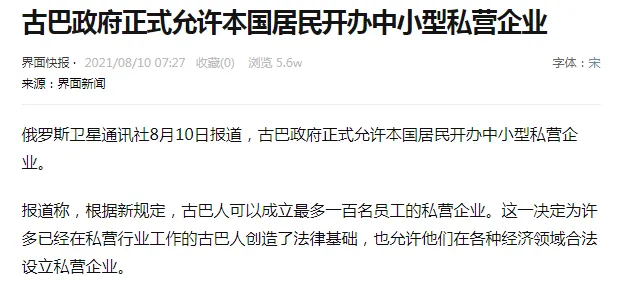 古巴政府正式允许本国居民开办中小型私营企业
界面快报· 2021/08/10 07:27 收藏(0) 浏览 5.6w 字体：宋
来源：界面新闻
俄罗斯卫星通讯社8月10日报道，古巴政府正式允许本国居民开办中小型私营企
业。
报道称，根据新规定，古巴人可以成立最多一百名员工的私营企业。这一决定为许
多已经在私营行业工作的古巴人创造了法律基础，也允许他们在各种经济领域合法
设立私营企业。